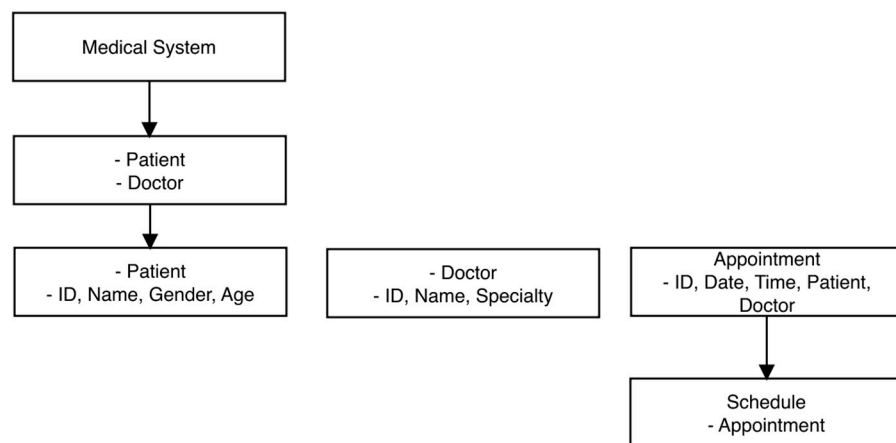 Medical System
- Patient
- Doctor
- Patient
- ID, Name, Gender, Age
- Doctor
- ID, Name, Specialty
Appointment
- ID, Date, Time, Patient,
Doctor
Schedule
- Appointment